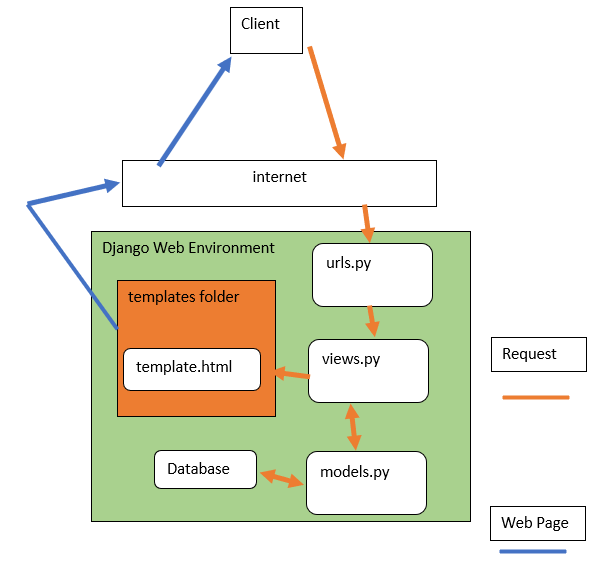 Client
internet
Django Web Environment
urls.py
templates folder
template.html
views.py
Request
Database
models.py
Web Page